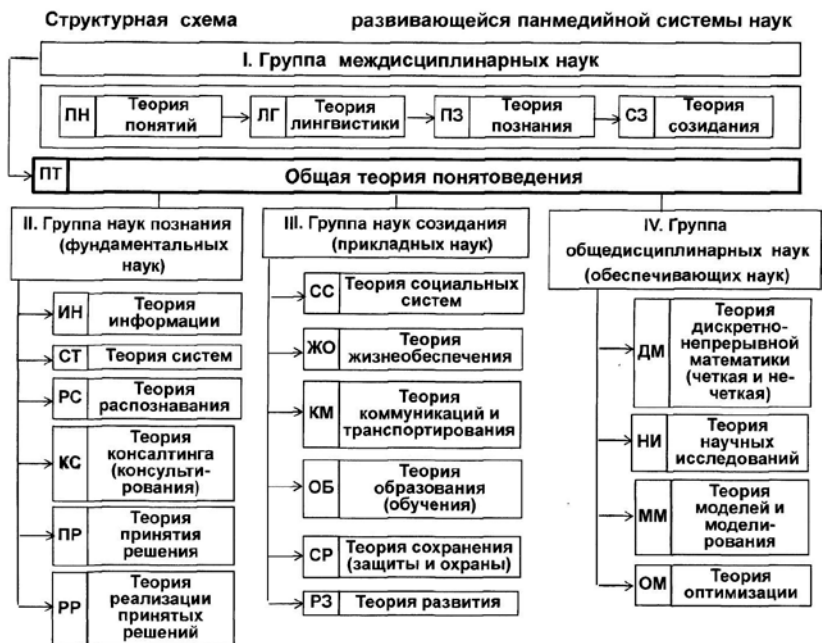 Структурная схема развивающейся панмедийной системы наук
I. Группа междисциплинарных наук
ПН
Теория
понятий
ЛГ
Теория
лингвистики
ПЗ
Теория
познания
СЗ
Теория
созидания
ПТ
Общая теория понятоведения
II. Группа наук познания
(фундаментальных
наук)
ИН
Теория
информации
СТ
Теория систем
РС
Теория
распознавания
КС
Теория
консалтинга
(консульти-
рования)
ПР
Теория
принятия
решения
РР
Теория
реализации
принятых
решений
III. Группа наук созидания
(прикладных наук)
СС
Теория социальных
систем
ЖО
Теория
жизнеобеспечения
КМ
Теория
коммуникаций и
транспортирования
ОБ
Теория
образования
(обучения)
СР
Теория сохранения
(защиты и охраны)
РЗ
Теория развития
IV. Группа
общедисциплинарных наук
(обеспечивающих наук)
ДМ
Теория
дискретно-
непрерывной
математики
(четкая и не-
четкая)
НИ
Теория
научных
исследований
ММ
Теория
моделей и
модели-
рования
ОМ
Теория
оптимизации